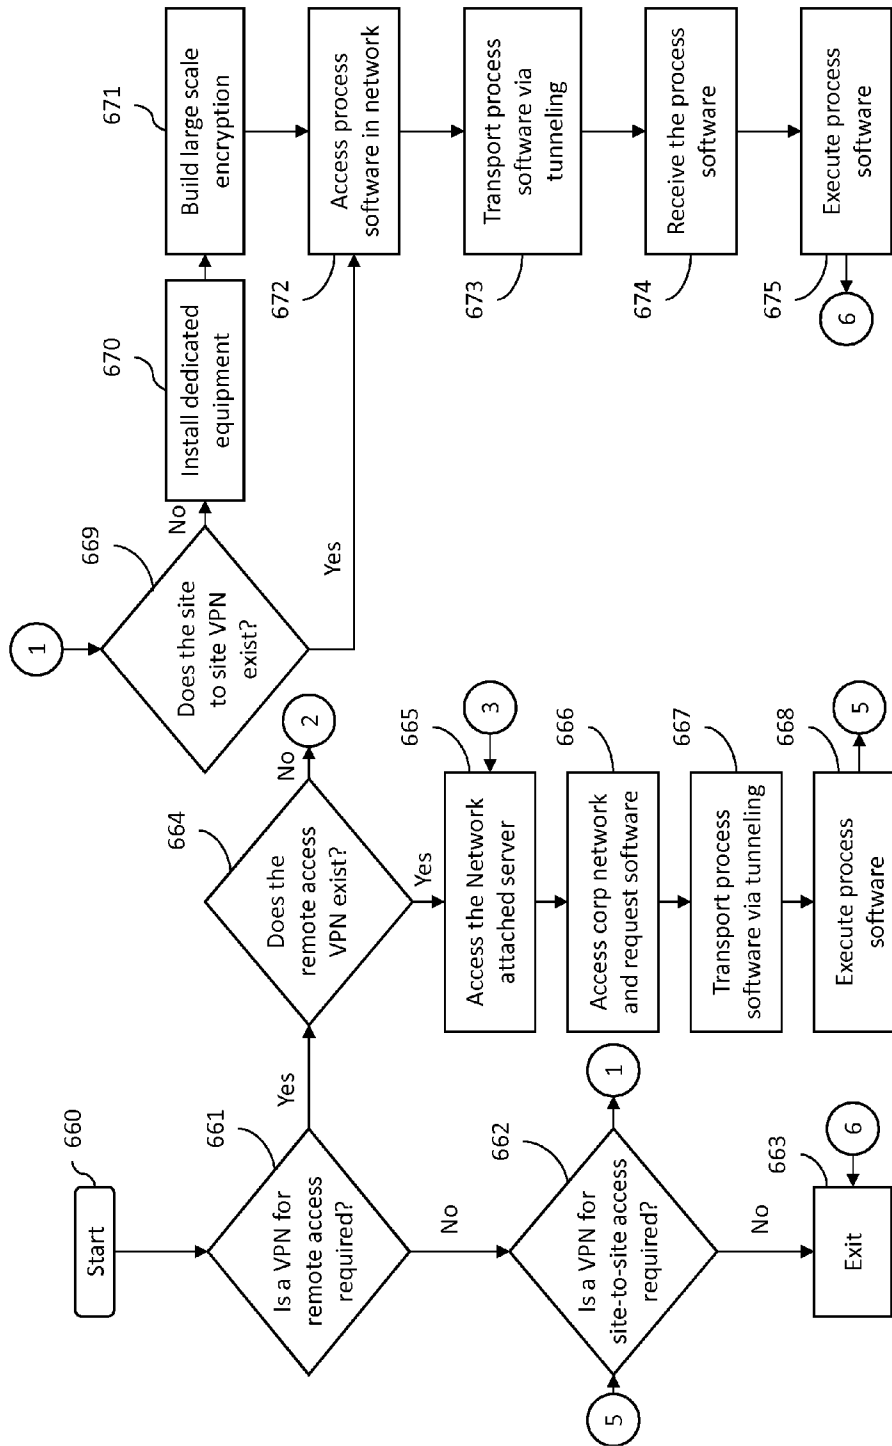 660
Start
661
Is a VPN for
remote access
required?
Yes
No
662
Is a VPN for
site-to-site access
required?
5
1
No
663
Exit
6
664
Does the
remote access
VPN exist?
No
2
Yes
665
Access the Network
attached server
3
666
Access corp network
and request software
667
Transport process
software via tunneling
668
Execute process
software
5
1
669
Does the site
to site VPN
exist?
No
Yes
670
Install dedicated
equipment
671
Build large scale
encryption
672
Access process
software in network
673
Transport process
software via
tunneling
674
Receive the process
software
675
Execute process
software
6